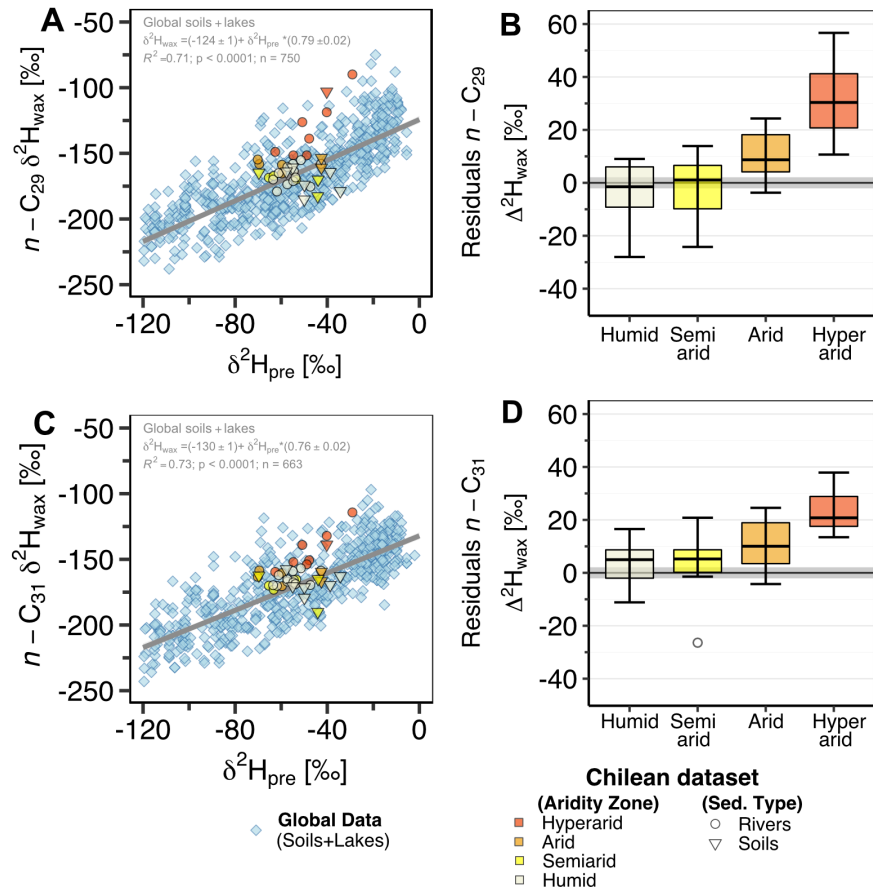 A
Global soils+lakes
δ²Hwax =(-124 ± 1)+ δ²Hpre *(0.79 ±0.02)
R² =0.71; p < 0.0001; n = 750
-50
-100
-150
-200
-250
n – C29 δ²Hwax [‰]
-120
-80
-40
0
δ²Hpre [‰]
B
60
40
20
0
-20
-40
Residuals n – C29
Δ²Hwax [‰]
Humid
Semi
arid
Arid
Hyper
arid
C
Global soils+lakes
δ²Hwax =(-130 ± 1)+ δ²Hpre*(0.76 ± 0.02)
R² = 0.73; p < 0.0001; n = 663
-50
-100
-150
-200
-250
n – C31 δ²Hwax [‰]
-120
-80
-40
0
δ²Hpre [‰]
D
60
40
20
0
-20
-40
Residuals n – C31
Δ²Hwax [‰]
Humid
Semi
arid
Arid
Hyper
arid
Global Data
(Soils+Lakes)
Chilean dataset
(Aridity Zone)
Hyperarid
Arid
Semiarid
Humid
(Sed. Type)
Rivers
Soils